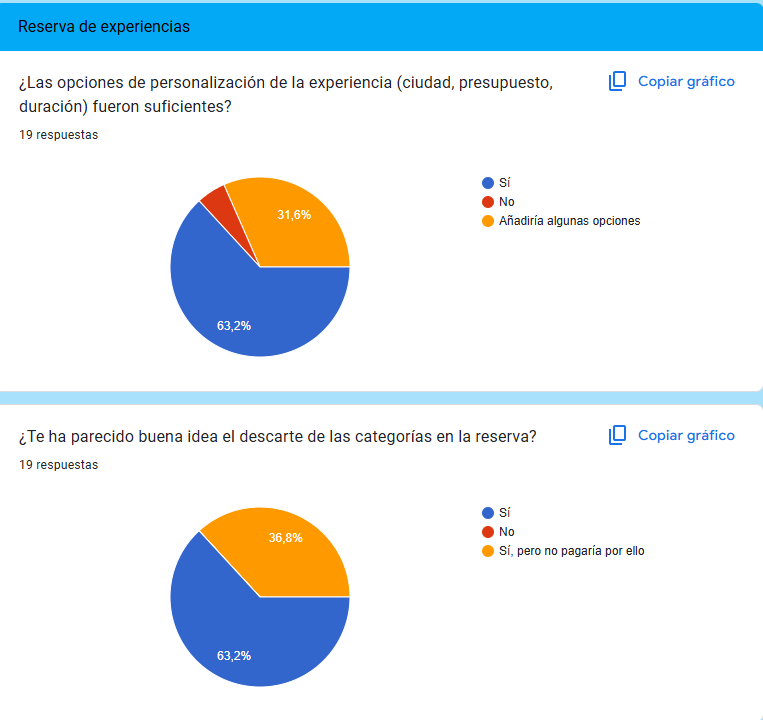 Reserva de experiencias
¿Las opciones de personalización de la experiencia (ciudad, presupuesto,
duración) fueron suficientes?
Copiar gráfico
19 respuestas
31,6%
63,2%
Sí
No
Añadiría algunas opciones
¿Te ha parecido buena idea el descarte de las categorías en la reserva?
Copiar gráfico
19 respuestas
36,8%
63,2%
Sí
No
Sí, pero no pagaría por ello